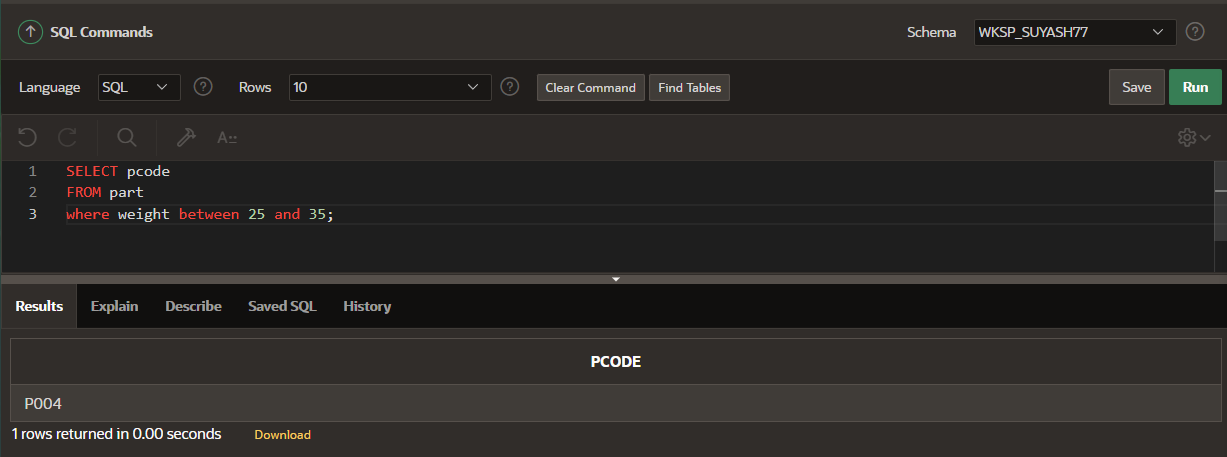 SQL Commands Schema WKSP_SUYASH77
Language SQL Rows 10 Clear Command Find Tables Save Run
A
1 SELECT pcode
2 FROM part
3 where weight between 25 and 35;
Results Explain Describe Saved SQL History
PCODE
P004
1 rows returned in 0.00 seconds Download